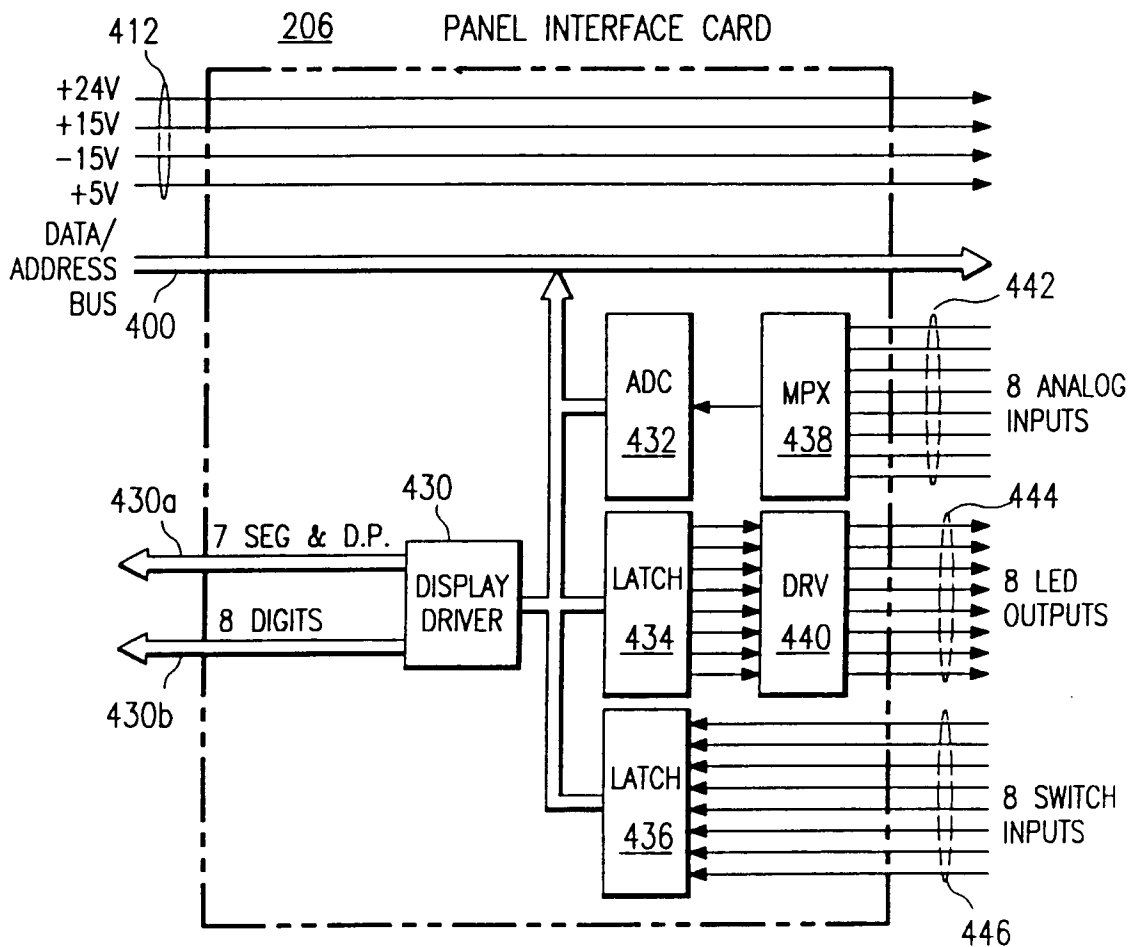 206 PANEL INTERFACE CARD
412
+24V
+15V
-15V
+5V
DATA/
ADDRESS
BUS
400
442
ADC
432
MPX
438
8 ANALOG
INPUTS
430a
430
7 SEG & D.P.
DISPLAY
DRIVER
8 DIGITS
430b
LATCH
434
DRV
440
444
8 LED
OUTPUTS
LATCH
436
8 SWITCH
INPUTS
446